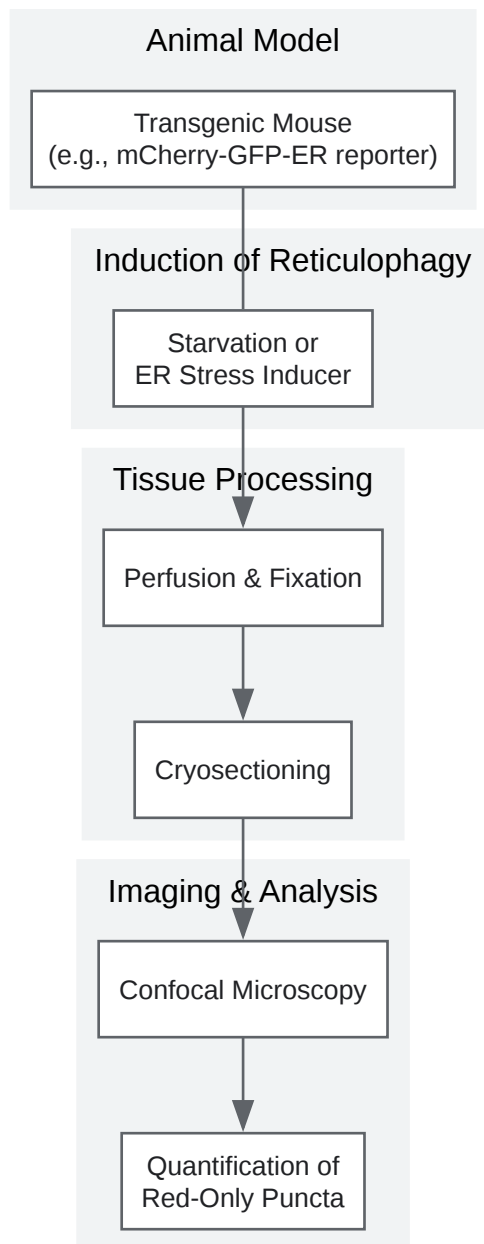 Animal Model
Transgenic Mouse
(e.g., mCherry-GFP-ER reporter)
Induction of Reticulophagy
Starvation or
ER Stress Inducer
Tissue Processing
Perfusion & Fixation
Cryosectioning
Imaging & Analysis
Confocal Microscopy
Quantification of
Red-Only Puncta